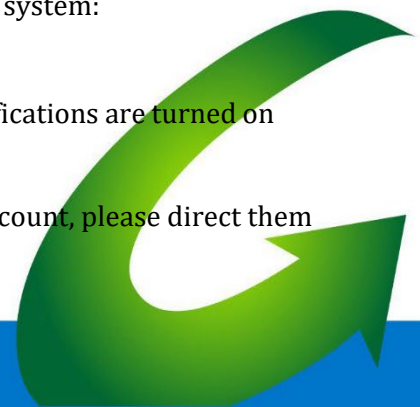 system:
fications are turned on
count, please direct them